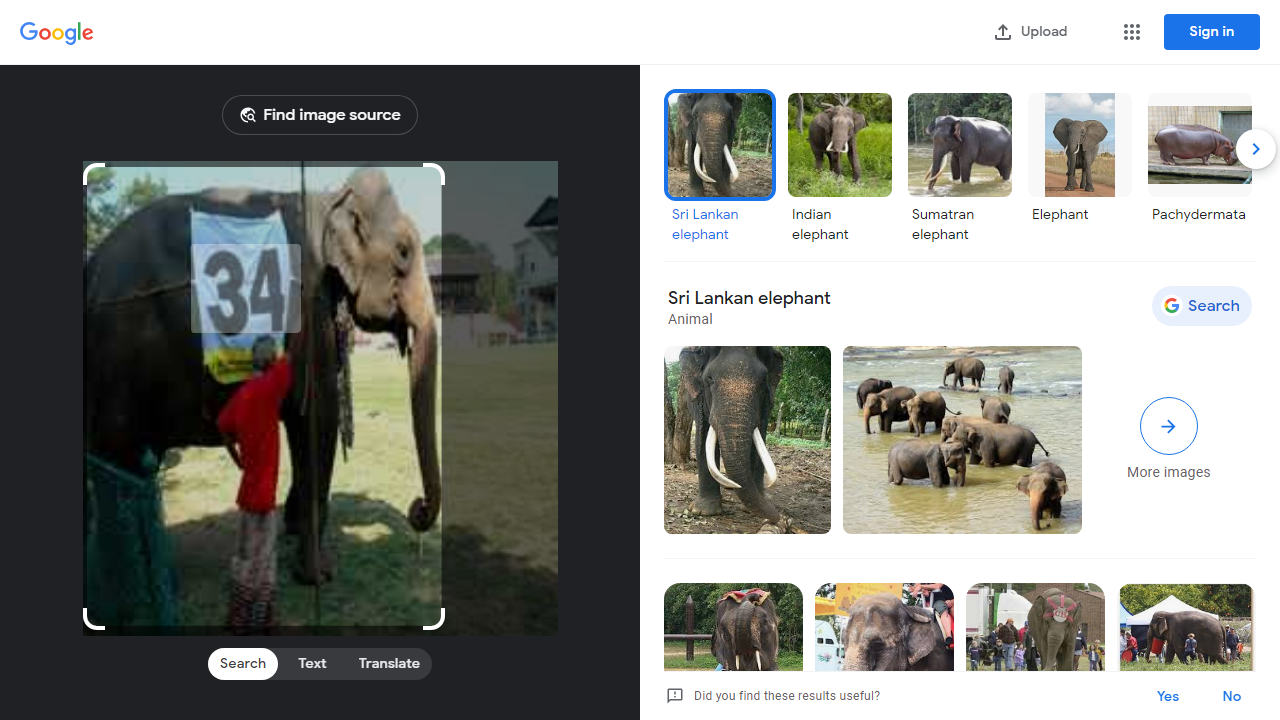 Google
Upload
Sign in
Find image source
34
Search
Text
Translate
Sri Lankan
elephant
Indian
elephant
Sumatran
elephant
Elephant
Pachydermata
Sri Lankan elephant
Animal
Search
More images
Did you find these results useful?
Yes
No